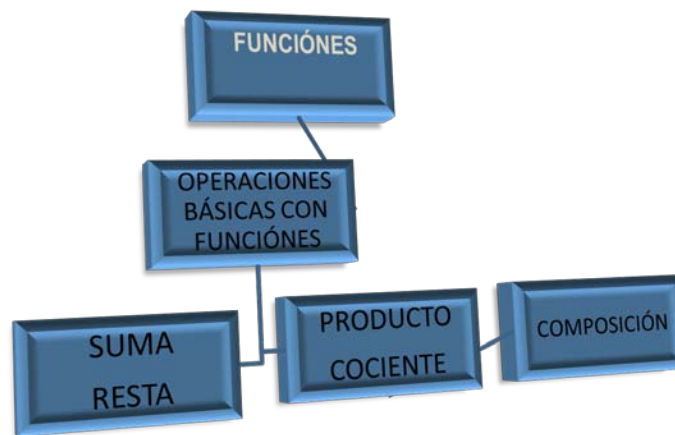 FUNCIÓNES
OPERACIONES
BÁSICAS CON
FUNCIÓNES
SUMA
RESTA
PRODUCTO
COCIENTE
COMPOSICIÓN